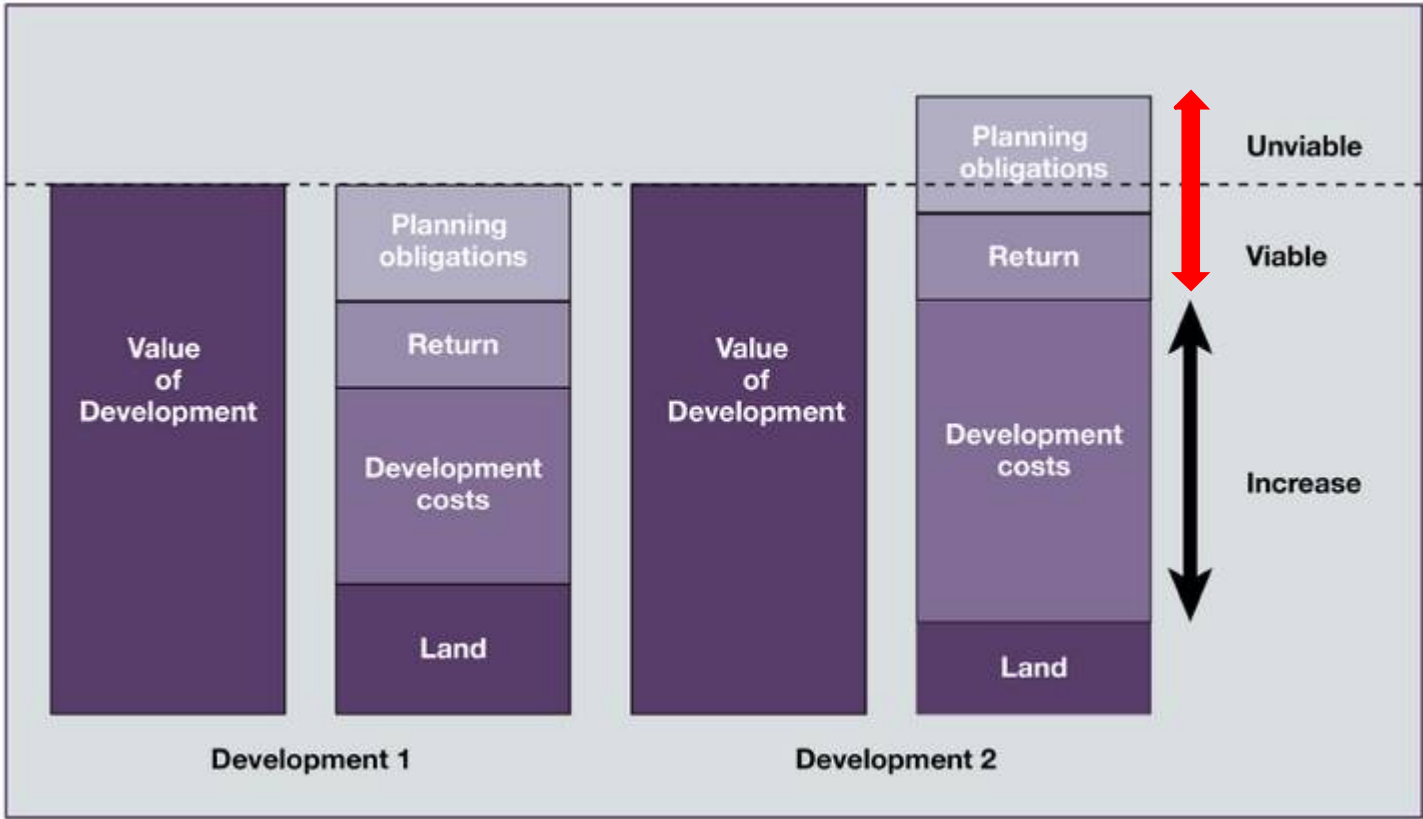 Value
of
Development
Planning
obligations
Return
Development
costs
Land
Development 1
Value
of
Development
Planning
obligations
Return
Development
costs
Land
Development 2
Unviable
Viable
Increase